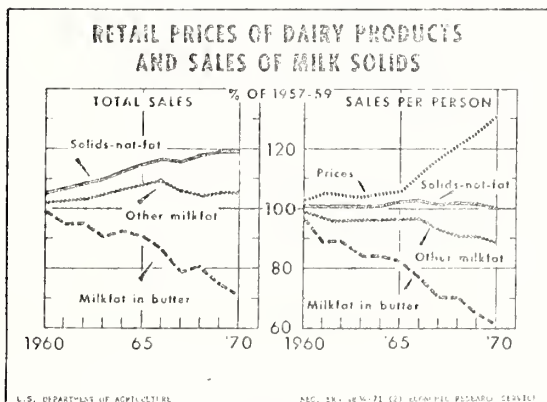 RETAIL PRICES OF DAIRY PRODUCTS
AND SALES OF MILK SOLIDS
% OF 1957-59
TOTAL SALES
Solids-not-fat
Other milkfat
Milkfat in butter
1960 '65 '70
SALES PER PERSON
120
100
80
60
Prices
Solids-not-fat
Other milkfat
Milkfat in butter
1960 '65 '70
U.S. DEPARTMENT OF AGRICULTURE
ECONOMIC RESEARCH SERVICE